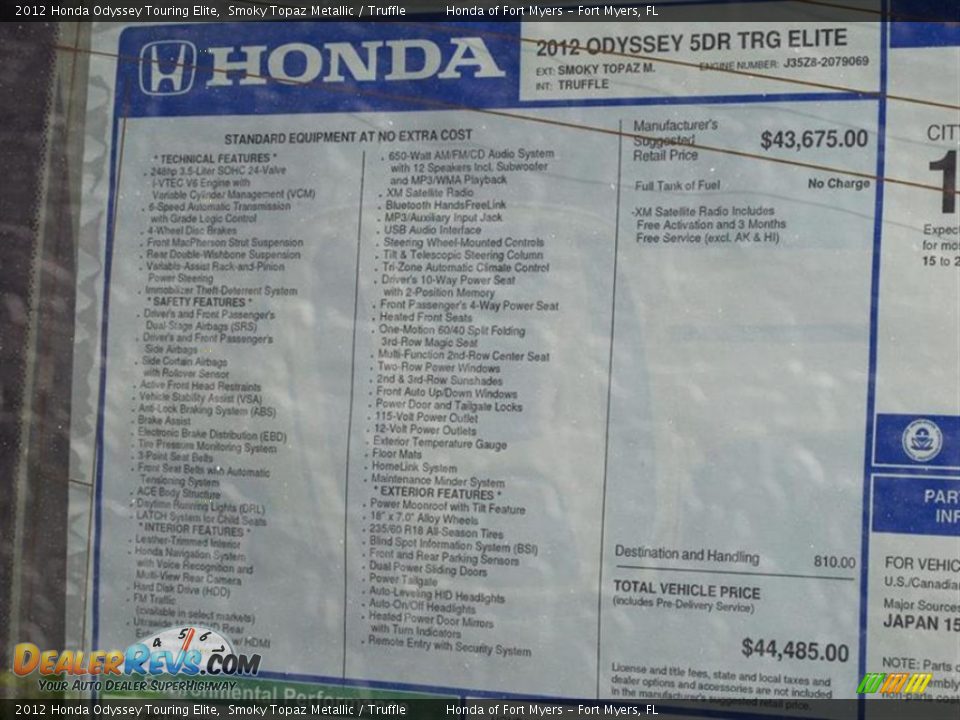 2012 Honda Odyssey Touring Elite, Smoky Topaz Metallic / Truffle Honda of Fort Myers – Fort Myers, FL
HONDA
2012 ODYSSEY 5DR TRG ELITE
EXT: SMOKY TOPAZ M. ENGINE NUMBER: J35Z8-2079069
INT: TRUFFLE
STANDARD EQUIPMENT AT NO EXTRA COST
* TECHNICAL FEATURES *
. 248hp 3.5-Liter SOHC 24-Valve
i-VTEC V6 Engine with
Variable Cylinder Management (VCM)
. 6-Speed Automatic Transmission
with Grade Logic Control
. 4-Wheel Disc Brakes
. Front MacPherson Strut Suspension
. Rear Double-Wishbone Suspension
. Variable-Assist Rack-and-Pinion
Power Steering
. Immobilizer Theft-Deterrent System
* SAFETY FEATURES *
. Driver's and Front Passenger's
Dual-Stage Airbags (SRS)
. Driver's and Front Passenger's
Side Airbags
. Side Curtain Airbags
with Rollover Sensor
. Active Front Head Restraints
. Vehicle Stability Assist (VSA)
. Anti-Lock Braking System (ABS)
. Brake Assist
. Electronic Brake Distribution (EBD)
. Tire Pressure Monitoring System
. 3-Point Seat Belts
. Front Seat Belts with Automatic
Tensioning System
. ACE Body Structure
. Daytime Running Lights (DRL)
. LATCH System for Child Seats
* INTERIOR FEATURES *
. Leather-Trimmed Interior
. Honda Navigation System
with Voice Recognition and
Multi-View Rear Camera
. Hard Disk Drive (HDD)
. FM Traffic
(available in select markets)
. Ultrawide Rear
w/ HDMI
. 650-Watt AM/FM/CD Audio System
with 12 Speakers Incl. Subwoofer
and MP3/WMA Playback
. XM Satellite Radio
. Bluetooth HandsFreeLink
. MP3/Auxiliary Input Jack
. USB Audio Interface
. Steering Wheel-Mounted Controls
. Tilt & Telescopic Steering Column
. Tri-Zone Automatic Climate Control
. Driver's 10-Way Power Seat
with 2-Position Memory
. Front Passenger's 4-Way Power Seat
. Heated Front Seats
. One-Motion 60/40 Split Folding
3rd-Row Magic Seat
. Multi-Function 2nd-Row Center Seat
. Two-Row Power Windows
. 2nd & 3rd-Row Sunshades
. Front Auto Up/Down Windows
. Power Door and Tailgate Locks
. 115-Volt Power Outlet
. 12-Volt Power Outlets
. Exterior Temperature Gauge
. Floor Mats
. HomeLink System
. Maintenance Minder System
* EXTERIOR FEATURES *
. Power Moonroof with Tilt Feature
. 18" x 7.0" Alloy Wheels
. 235/60 R18 All-Season Tires
. Blind Spot Information System (BSI)
. Front and Rear Parking Sensors
. Dual Power Sliding Doors
. Power Tailgate
. Auto-Leveling HID Headlights
. Auto-On/Off Headlights
. Heated Power Door Mirrors
with Turn Indicators
. Remote Entry with Security System
Manufacturer's
Suggested
Retail Price $43,675.00
Full Tank of Fuel No Charge
-XM Satellite Radio Includes
Free Activation and 3 Months
Free Service (excl. AK & HI)
Destination and Handling 810.00
TOTAL VEHICLE PRICE
(includes Pre-Delivery Service)
$44,485.00
License and title fees, state and local taxes and
dealer options and accessories are not included
in the manufacturer's suggested retail price.
CIT
1
Expec
for mo
15 to 2
PAR
INF
FOR VEHIC
U.S./Canadia
Major Sources
JAPAN 15
NOTE: Parts c
DEALERREVS.COM
4 5 6
YOUR AUTO DEALER SUPERHIGHWAY
2012 Honda Odyssey Touring Elite, Smoky Topaz Metallic / Truffle Honda of Fort Myers – Fort Myers, FL